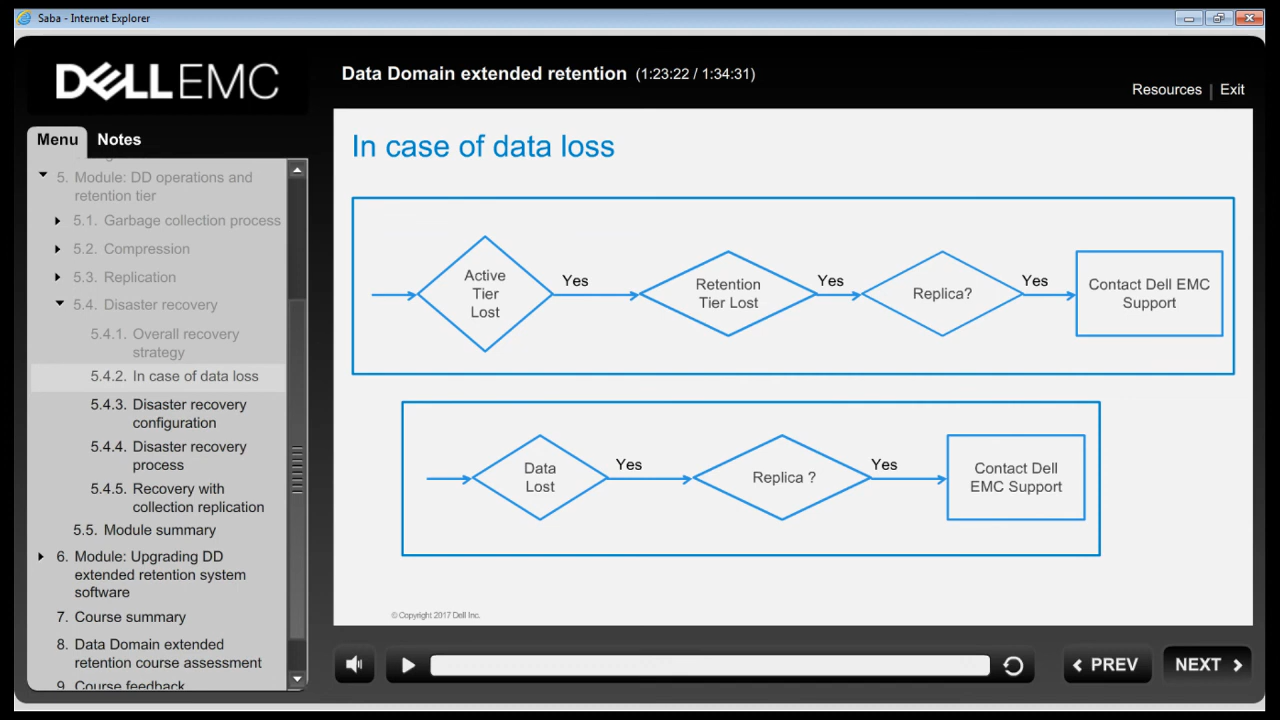 Saba - Internet Explorer
DELL EMC
Data Domain extended retention (1:23:22 / 1:34:31)
Resources | Exit
Menu
Notes
5. Module: DD operations and
retention tier
5.1. Garbage collection process
5.2. Compression
5.3. Replication
5.4. Disaster recovery
5.4.1. Overall recovery
strategy
5.4.2. In case of data loss
5.4.3. Disaster recovery
configuration
5.4.4. Disaster recovery
process
5.4.5. Recovery with
collection replication
5.5. Module summary
6. Module: Upgrading DD
extended retention system
software
7. Course summary
8. Data Domain extended
retention course assessment
9. Course feedback
In case of data loss
Active
Tier
Lost
Yes
Retention
Tier Lost
Yes
Replica?
Yes
Contact Dell EMC
Support
Data
Lost
Yes
Replica ?
Yes
Contact Dell
EMC Support
© Copyright 2017 Dell Inc.
PREV
NEXT